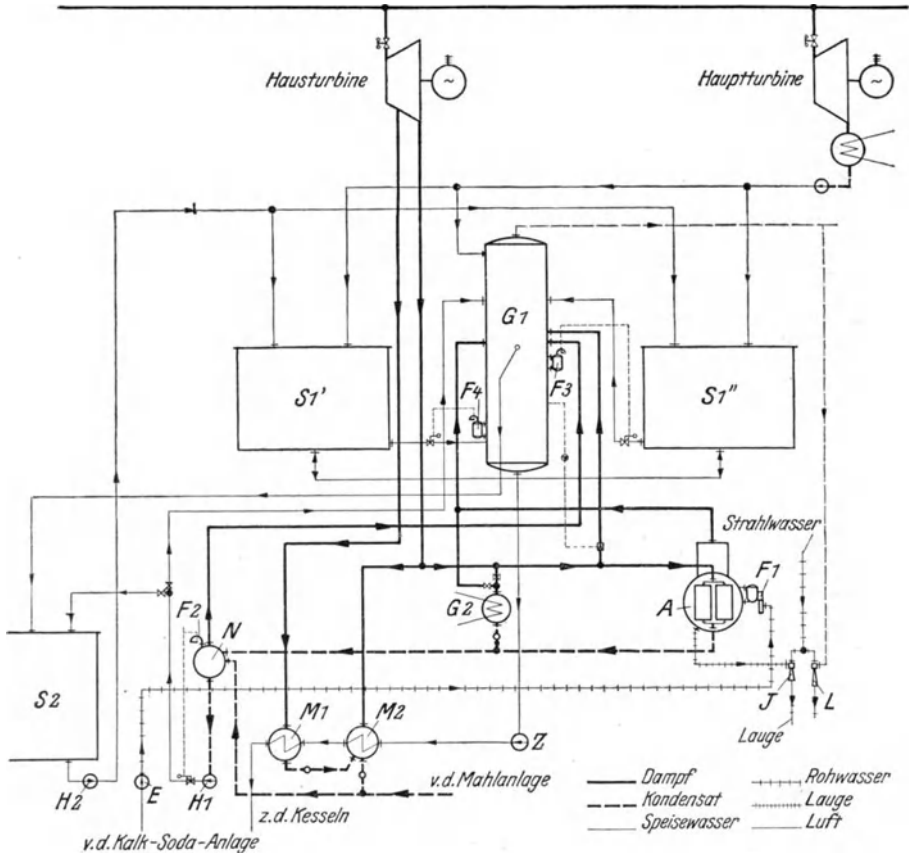 Hausturbine
Hauptturbine
~
~
G1
S1'
S1"
F4
F3
Strahlwasser
F1
A
G2
F2
N
S2
J
L
M1
M2
Lauge
Z
H2
E
H1
v.d. Mahlanlage
z.d. Kesseln
v.d. Kalk-Soda-Anlage
Dampf
Rohwasser
Kondensat
Lauge
Speisewasser
Luft